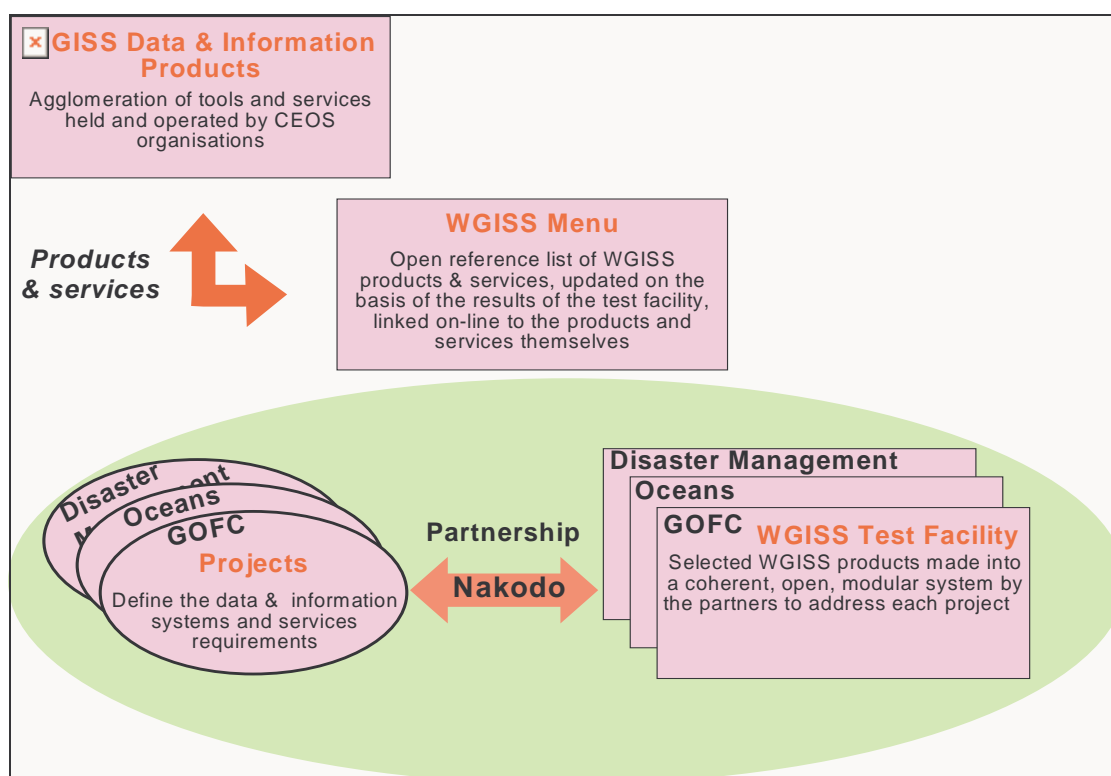 GISS Data & Information
Products
Agglomeration of tools and services
held and operated by CEOS
organisations
WGISS Menu
Open reference list of WGISS
products & services, updated on the
basis of the results of the test facility,
linked on-line to the products and
services themselves
Products
& services
Disaster
Oceans
GOFC
Projects
Define the data & information
systems and services
requirements
Partnership
Nakodo
Disaster Management
Oceans
GOFC
WGISS Test Facility
Selected WGISS products made into
a coherent, open, modular system by
the partners to address each project